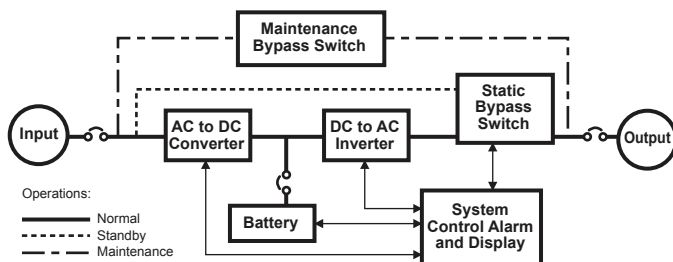 Maintenance
Bypass Switch
Static
Bypass
Switch
Input
AC to DC
Converter
DC to AC
Inverter
Output
Operations:
Normal
Standby
Maintenance
Battery
System
Control Alarm
and Display